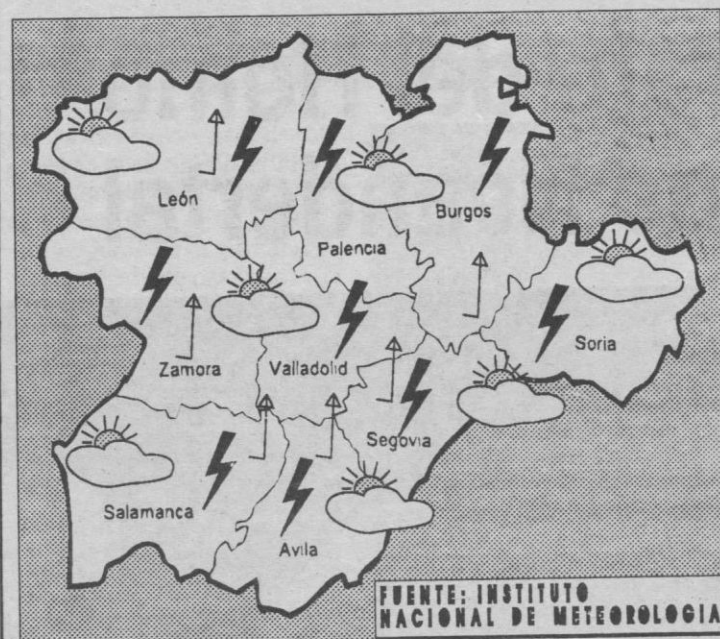 León
Burgos
Palencia
Soria
Zamora
Valladolid
Segovia
Salamanca
Avila
FUENTE: INSTITUTO
NACIONAL DE METEOROLOGIA